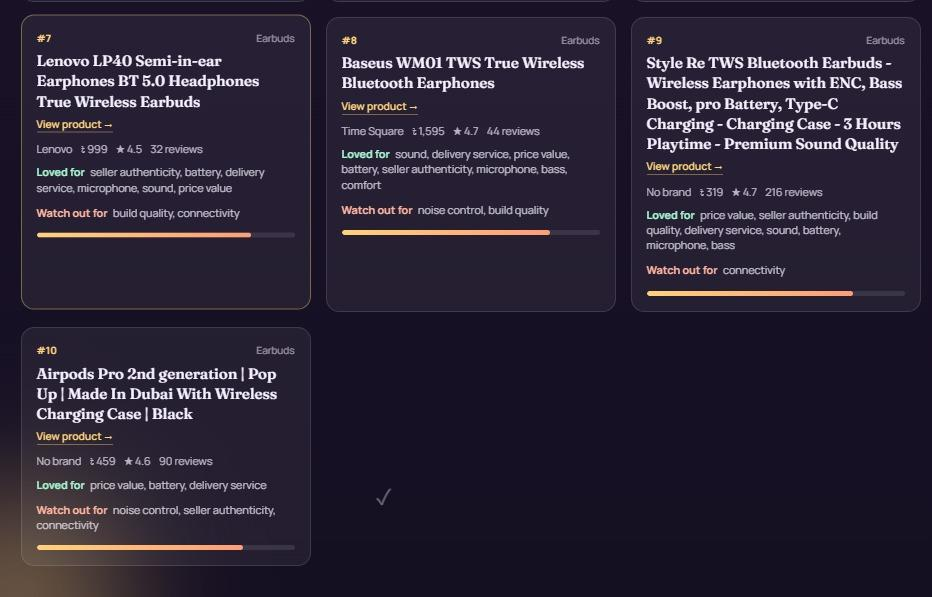 #7 Earbuds
Lenovo LP40 Semi-in-ear
Earphones BT 5.0 Headphones
True Wireless Earbuds
View product →
Lenovo ৳ 999 ★ 4.5 32 reviews
Loved for seller authenticity, battery, delivery
service, microphone, sound, price value
Watch out for build quality, connectivity
#8 Earbuds
Baseus WM01 TWS True Wireless
Bluetooth Earphones
View product →
Time Square ৳ 1,595 ★ 4.7 44 reviews
Loved for sound, delivery service, price value,
battery, seller authenticity, microphone, bass,
comfort
Watch out for noise control, build quality
#9 Earbuds
Style Re TWS Bluetooth Earbuds -
Wireless Earphones with ENC, Bass
Boost, pro Battery, Type-C
Charging - Charging Case - 3 Hours
Playtime - Premium Sound Quality
View product →
No brand ৳ 319 ★ 4.7 216 reviews
Loved for price value, seller authenticity, build
quality, delivery service, sound, battery,
microphone, bass
Watch out for connectivity
#10 Earbuds
Airpods Pro 2nd generation | Pop
Up | Made In Dubai With Wireless
Charging Case | Black
View product →
No brand ৳ 459 ★ 4.6 90 reviews
Loved for price value, battery, delivery service
Watch out for noise control, seller authenticity,
connectivity